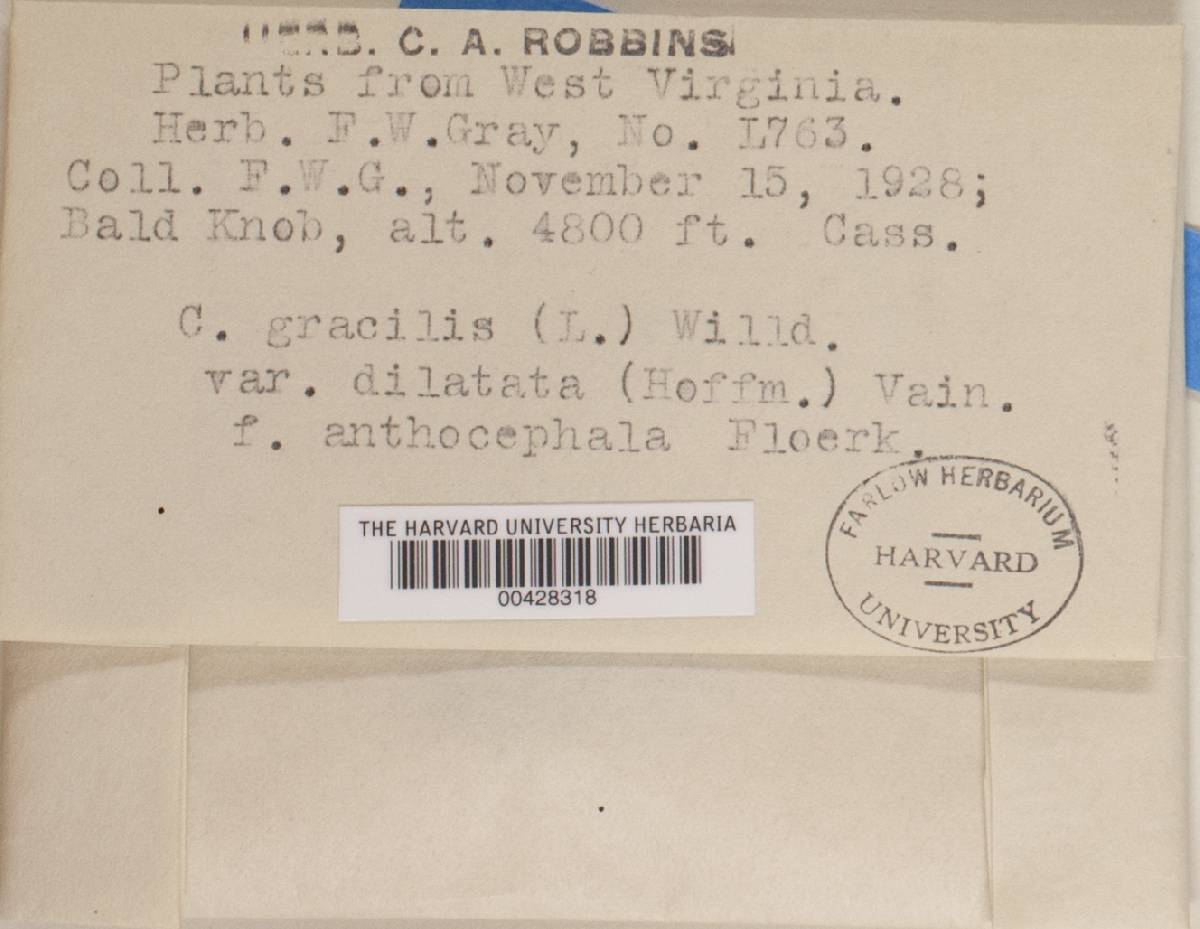 HERB. C. A. ROBBINS
Plants from West Virginia.
Herb. F.W.Gray, No. L763.
Coll. F.W.G., November 15, 1928;
Bald Knob, alt. 4800 ft. Cass.
C. gracilis (L.) Willd.
var. dilatata (Hoffm.) Vain.
f. anthocephala Floerk.
THE HARVARD UNIVERSITY HERBARIA
00428318
FARLOW HERBARIUM
HARVARD
UNIVERSITY